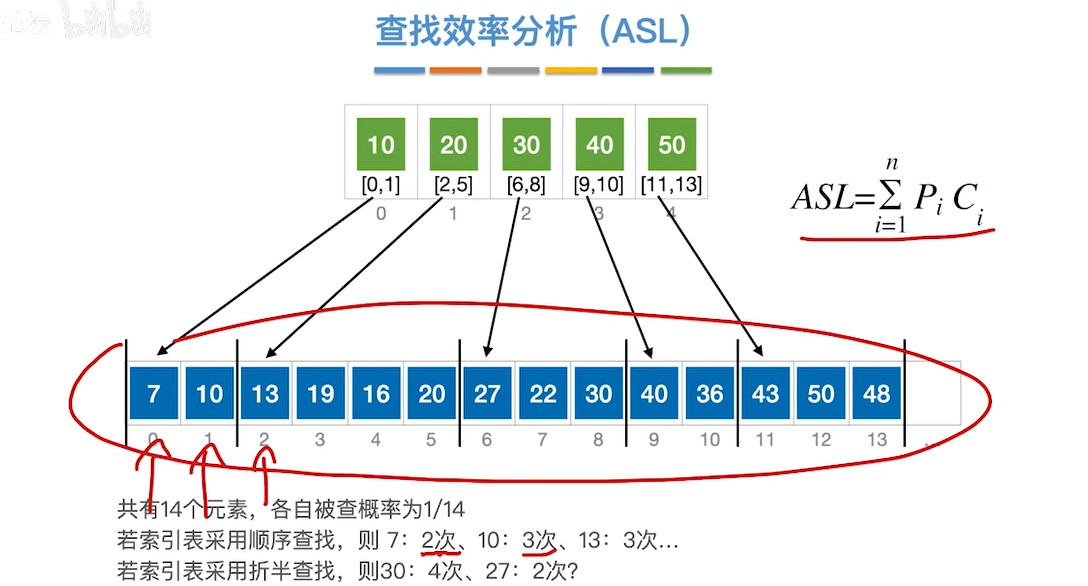 查找效率分析（ASL）
10 20 30 40 50
[0,1] [2,5] [6,8] [9,10] [11,13]
0 1 2 3 4
ASL=∑ P_i C_i
n
i=1
7 10 13 19 16 20 27 22 30 40 36 43 50 48
0 1 2 3 4 5 6 7 8 9 10 11 12 13 ..
共有14个元素，各自被查概率为1/14
若索引表采用顺序查找，则 7：2次、10：3次、13：3次...
若索引表采用折半查找，则30：4次、27：2次？